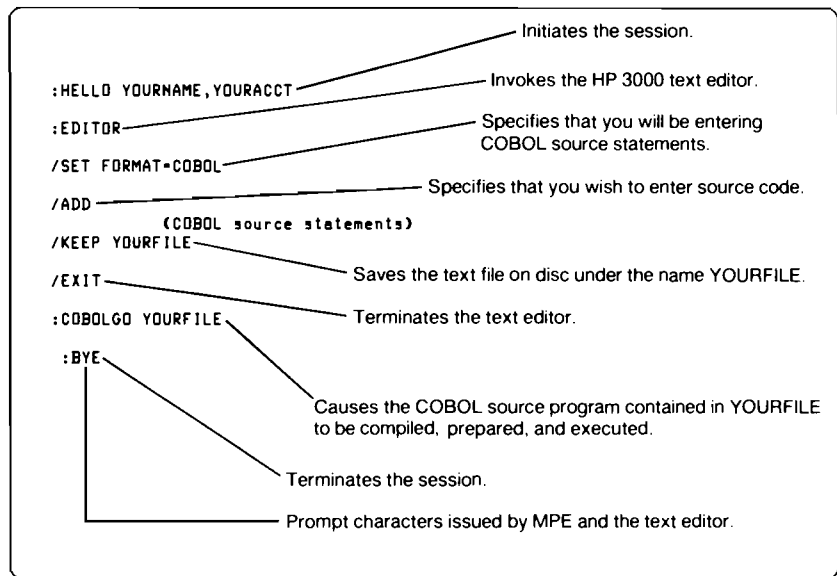 Initiates the session.
:HELLO YOURNAME,YOURACCT
Invokes the HP 3000 text editor.
:EDITOR
Specifies that you will be entering
COBOL source statements.
/SET FORMAT=COBOL
Specifies that you wish to enter source code.
/ADD
(COBOL source statements)
/KEEP YOURFILE
Saves the text file on disc under the name YOURFILE.
/EXIT
Terminates the text editor.
:COBOLGO YOURFILE
:BYE
Causes the COBOL source program contained in YOURFILE
to be compiled, prepared, and executed.
Terminates the session.
Prompt characters issued by MPE and the text editor.